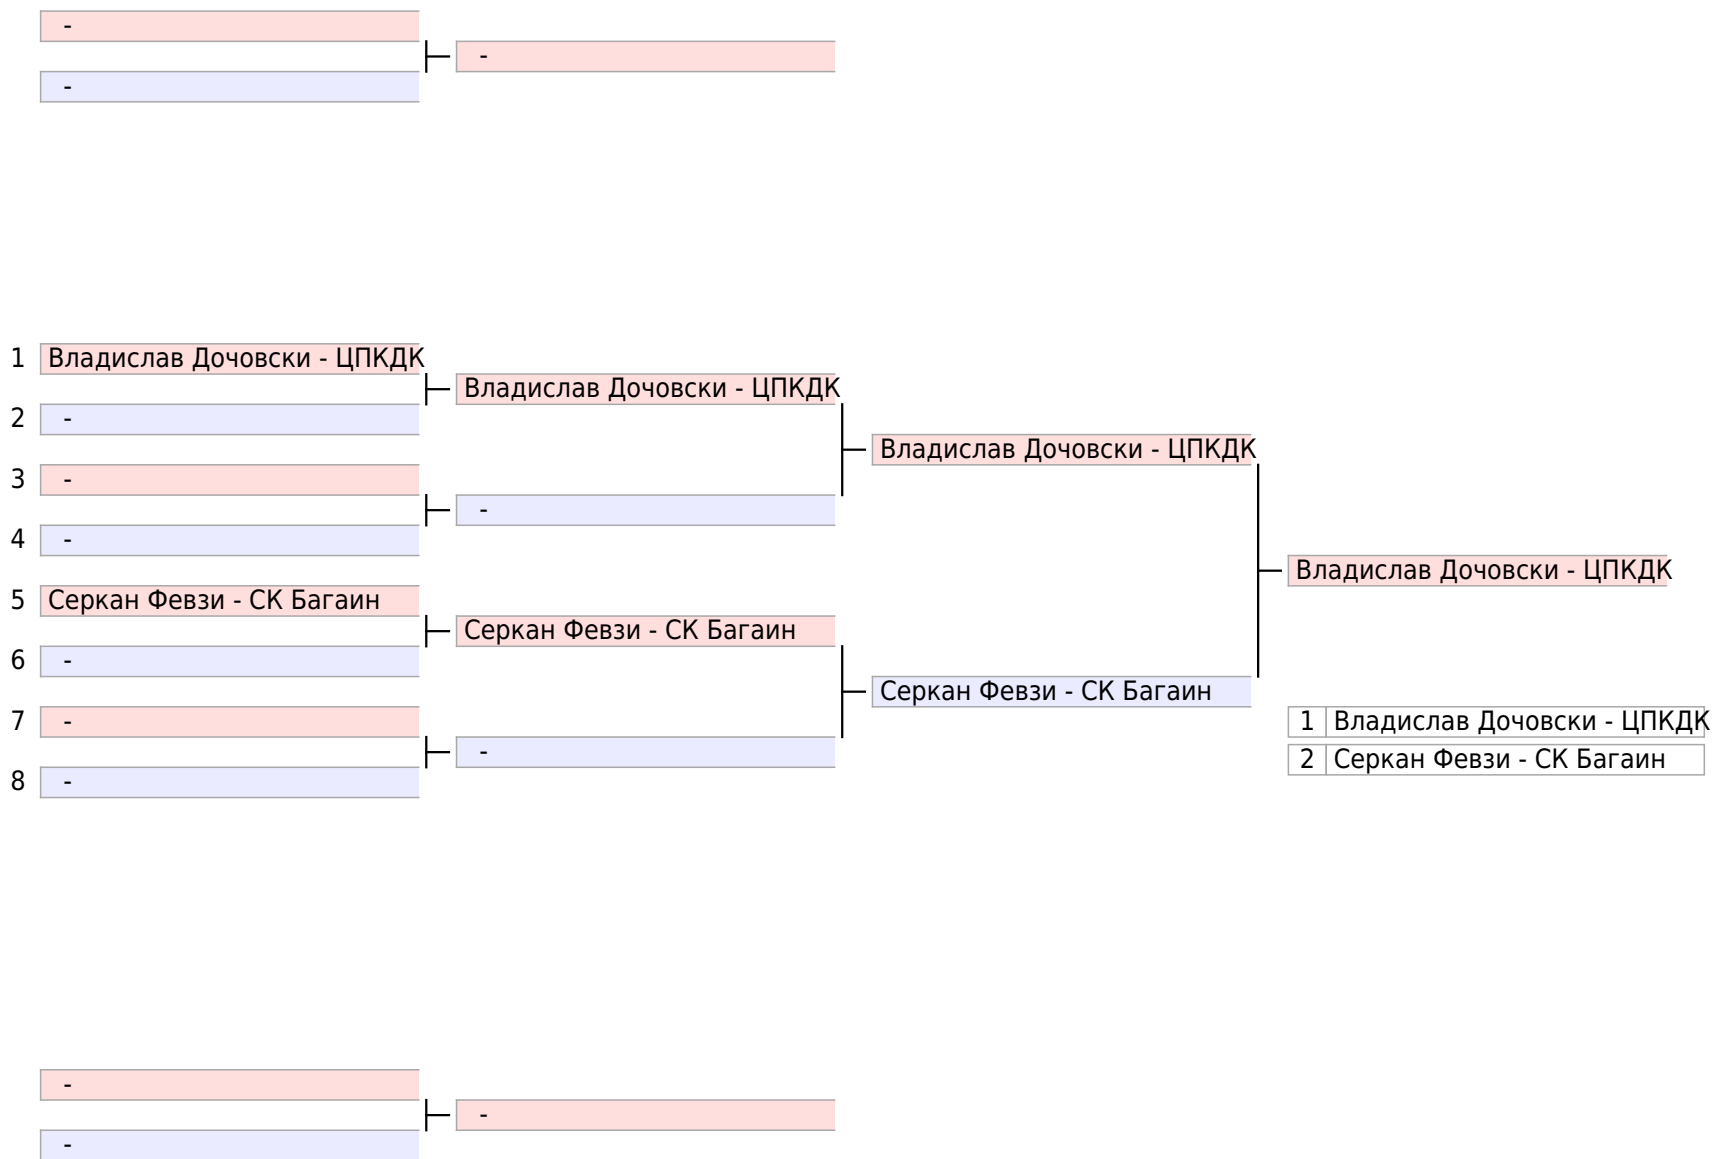 -
-
-
1 Владислав Дочовски - ЦПКДК
Владислав Дочовски - ЦПКДК
2 -
Владислав Дочовски - ЦПКДК
3 -
-
4 -
Владислав Дочовски - ЦПКДК
5 Серкан Февзи - СК Багаин
Серкан Февзи - СК Багаин
6 -
Серкан Февзи - СК Багаин
7 -
1 Владислав Дочовски - ЦПКДК
-
2 Серкан Февзи - СК Багаин
8 -
-
-
-